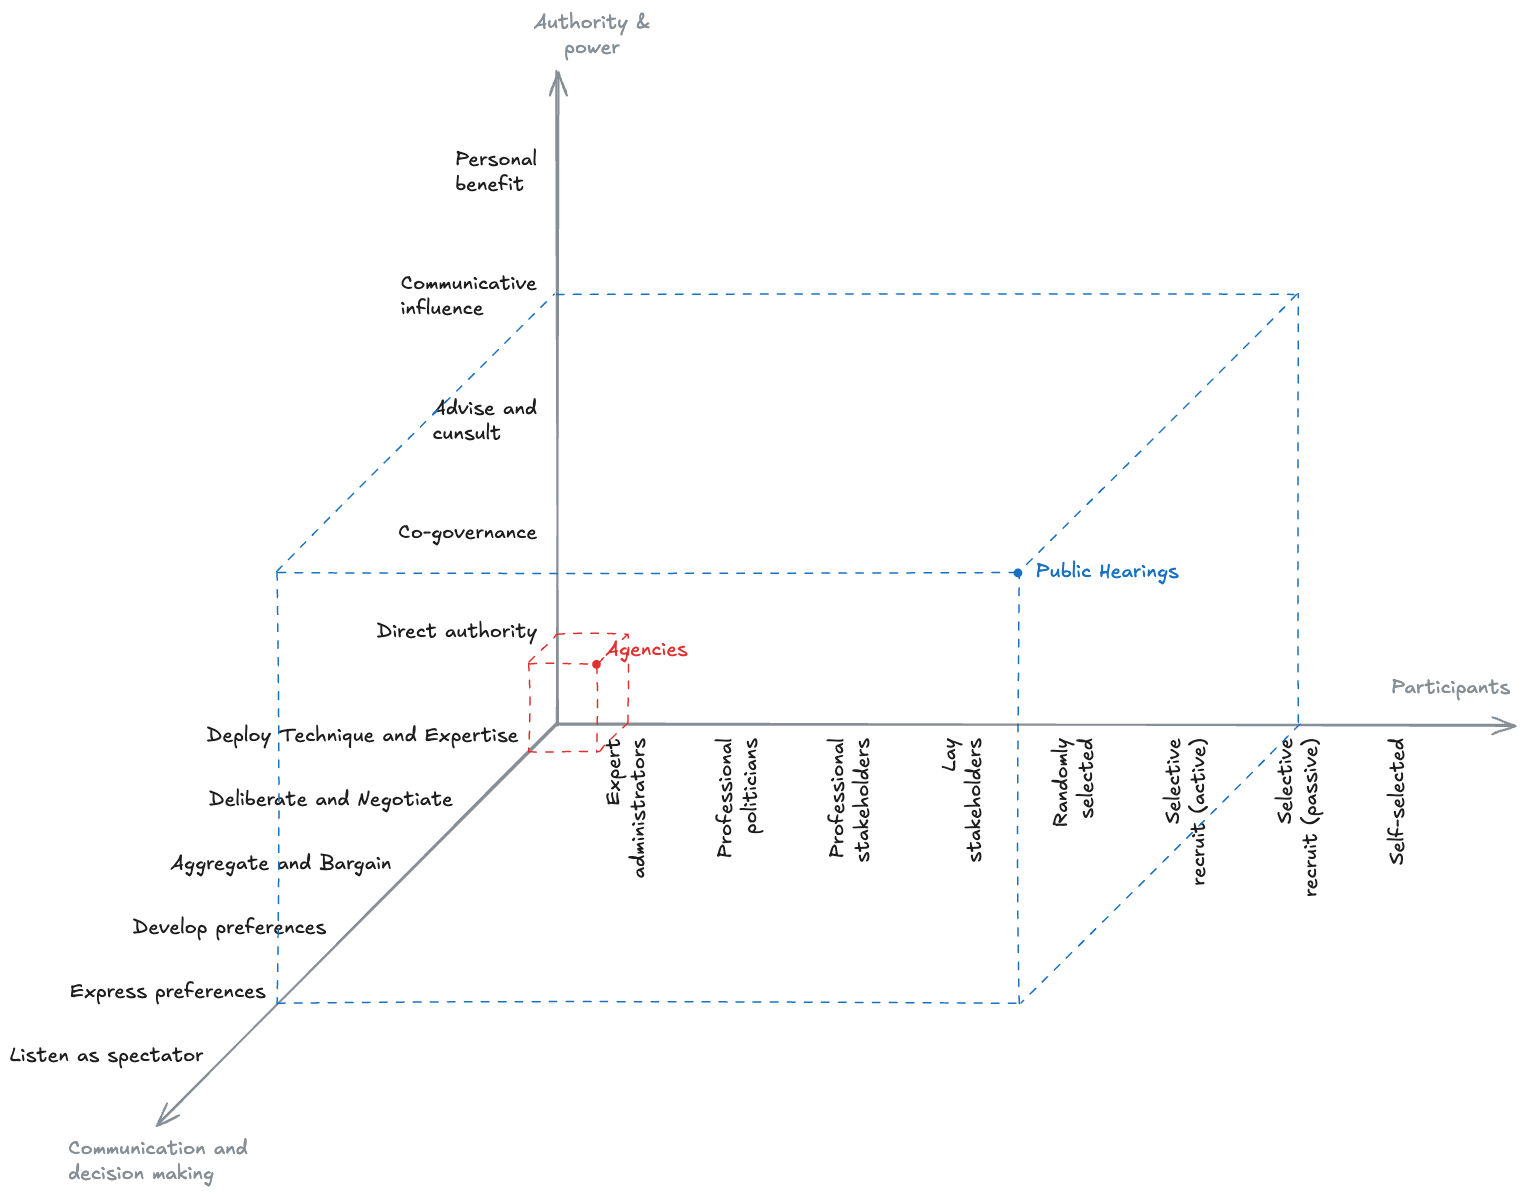 Authority &
power
Personal
benefit
Communicative
influence
Advise and
cunsult
Co-governance
Public Hearings
Direct authority
Agencies
Participants
Deploy Technique and Expertise
Deliberate and Negotiate
Aggregate and Bargain
Develop preferences
Express preferences
Listen as spectator
Communication and
decision making
Expert
administrators
Professional
politicians
Professional
stakeholders
Lay
stakeholders
Randomly
selected
Selective
recruit (active)
Selective
recruit (passive)
Self-selected